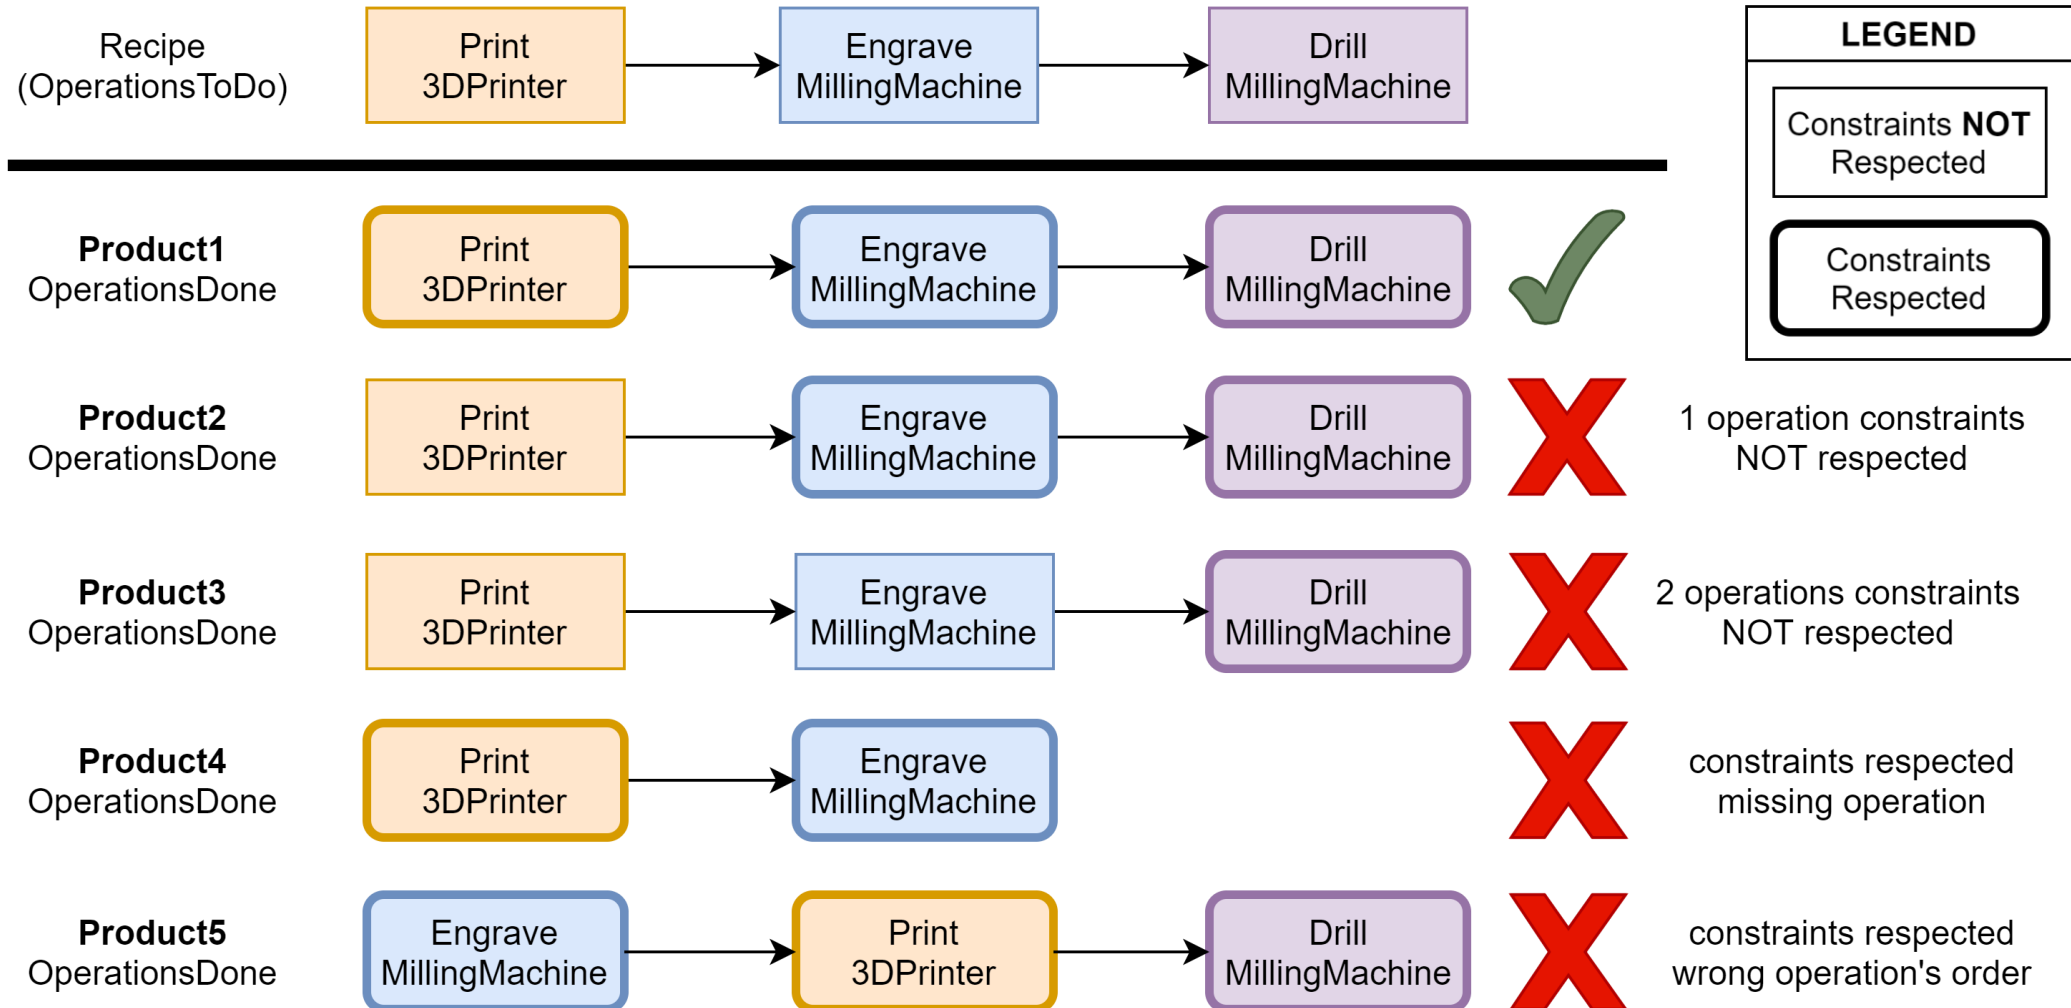 Recipe
(OperationsToDo)
Print
3DPrinter
Engrave
MillingMachine
Drill
MillingMachine
LEGEND
Constraints NOT
Respected
Constraints
Respected
Product1
OperationsDone
Print
3DPrinter
Engrave
MillingMachine
Drill
MillingMachine
Product2
OperationsDone
Print
3DPrinter
Engrave
MillingMachine
Drill
MillingMachine
1 operation constraints
NOT respected
Product3
OperationsDone
Print
3DPrinter
Engrave
MillingMachine
Drill
MillingMachine
2 operations constraints
NOT respected
Product4
OperationsDone
Print
3DPrinter
Engrave
MillingMachine
constraints respected
missing operation
Product5
OperationsDone
Engrave
MillingMachine
Print
3DPrinter
Drill
MillingMachine
constraints respected
wrong operation's order